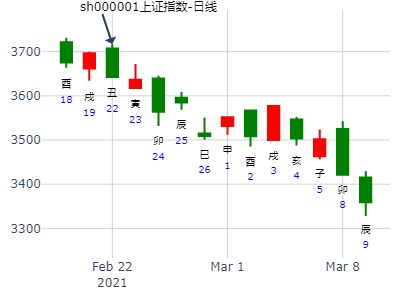 sh000001上证指数-日线
3700
3600
3500
3400
3300
酉
18
戌
19
丑
22
寅
23
卯
24
辰
25
巳
26
申
1
酉
2
戌
3
亥
4
子
5
卯
8
辰
9
Feb 22
2021
Mar 1
Mar 8